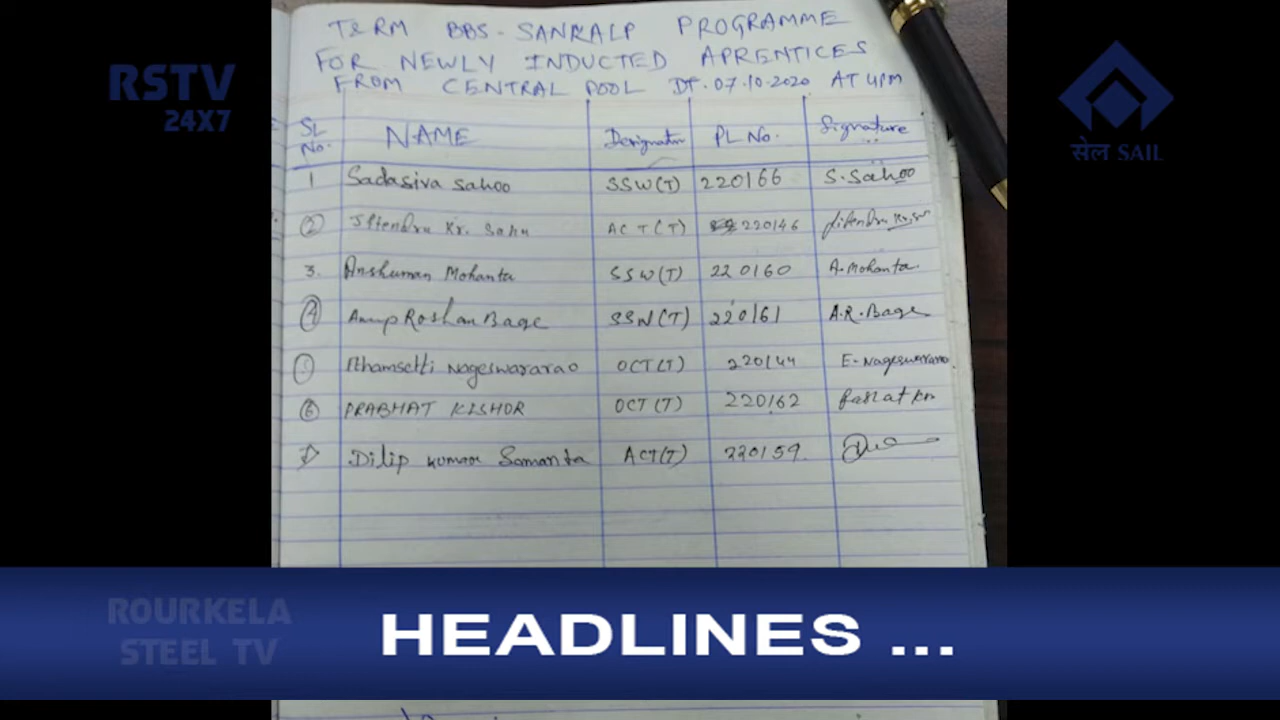 T&RM BBS-SANKALP PROGRAMME
FOR NEWLY INDUCTED APRENTICES
FROM CENTRAL POOL DT.07.10.2020 AT 4PM
RSTV
24X7
सेल SAIL
SL No. NAME Designation PL No. Signature
1 Sadasiva Sahoo SSW(T) 220166 S. Sahoo
2 Jitendra Kr. Sahu ACT(T) 220146 Jitendra Kr.
3. Anshuman Mohanta SSW(T) 220160 A. Mohanta.
4 Anup Roshan Bage SSW(T) 220161 A.R. Bage
5 Ethamsetti Nageswararao OCT(T) 220144 E. Nageswararao
6 PRABHAT KISHOR OCT(T) 220162
7 Dilip Kumar Samanta ACT(T) 220159
ROURKELA
STEEL TV
HEADLINES ...